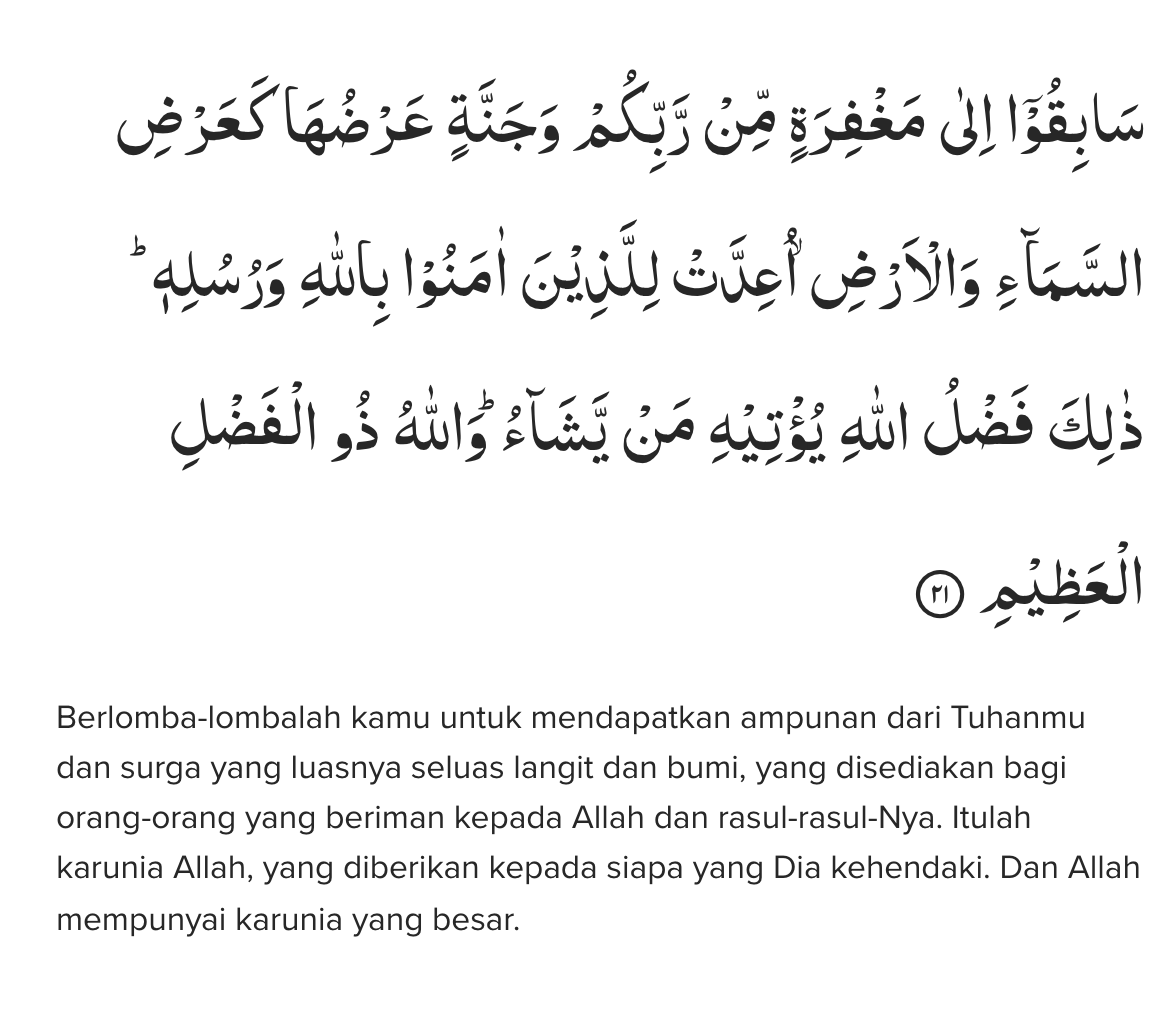 سَابِقُوْٓا اِلٰى مَغْفِرَةٍ مِّنْ رَّبِّكُمْ وَجَنَّةٍ عَرْضُهَا كَعَرْضِ
السَّمَاۤءِ وَالْاَرْضِ اُعِدَّتْ لِلَّذِيْنَ اٰمَنُوْا بِاللّٰهِ وَرُسُلِهٖ ۗ
ذٰلِكَ فَضْلُ اللّٰهِ يُؤْتِيْهِ مَنْ يَّشَاۤءُ ۗوَاللّٰهُ ذُو الْفَضْلِ
الْعَظِيْمِ ٢١
Berlomba-lombalah kamu untuk mendapatkan ampunan dari Tuhanmu
dan surga yang luasnya seluas langit dan bumi, yang disediakan bagi
orang-orang yang beriman kepada Allah dan rasul-rasul-Nya. Itulah
karunia Allah, yang diberikan kepada siapa yang Dia kehendaki. Dan Allah
mempunyai karunia yang besar.